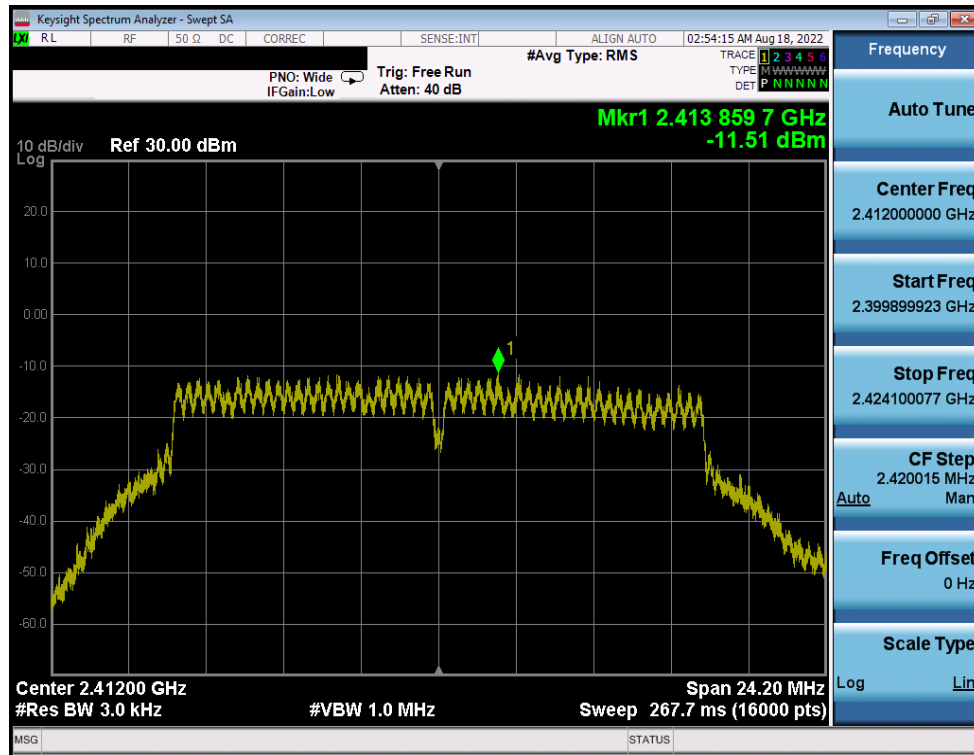 Keysight Spectrum Analyzer - Swept SA
LXI RL RF 50 Ω DC CORREC SENSE:INT ALIGN AUTO 02:54:15 AM Aug 18, 2022
Frequency
#Avg Type: RMS
TRACE 1 2 3 4 5 6
PNO: Wide Trig: Free Run
TYPE M W W W W W
IFGain:Low Atten: 40 dB
DET P N N N N N
Mkr1 2.413 859 7 GHz
-11.51 dBm
10 dB/div Ref 30.00 dBm
Log
20.0
10.0
0.00
-10.0
-20.0
-30.0
-40.0
-50.0
-60.0
1
Center 2.41200 GHz Span 24.20 MHz
#Res BW 3.0 kHz #VBW 1.0 MHz Sweep 267.7 ms (16000 pts)
MSG STATUS
Auto Tune
Center Freq
2.412000000 GHz
Start Freq
2.399899923 GHz
Stop Freq
2.424100077 GHz
CF Step
2.420015 MHz
Auto Man
Freq Offset
0 Hz
Scale Type
Log Lin